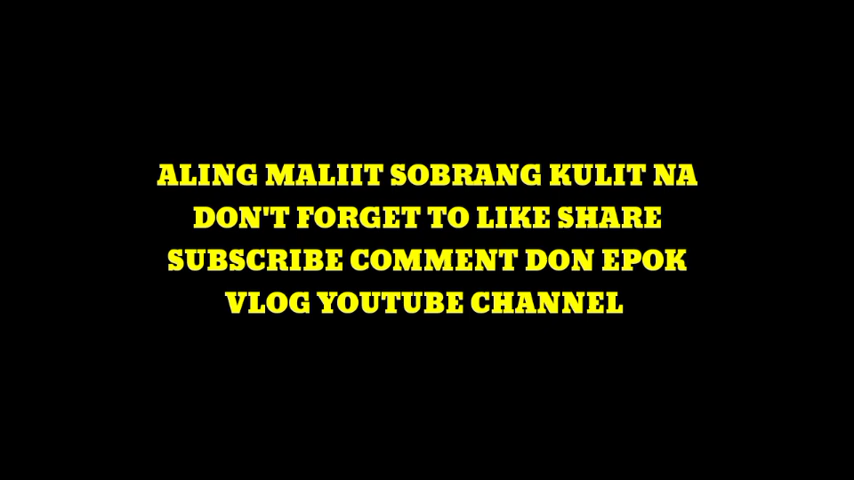 ALING MALIIT SOBRANG KULIT NA
DON'T FORGET TO LIKE SHARE
SUBSCRIBE COMMENT DON EPOK
VLOG YOUTUBE CHANNEL